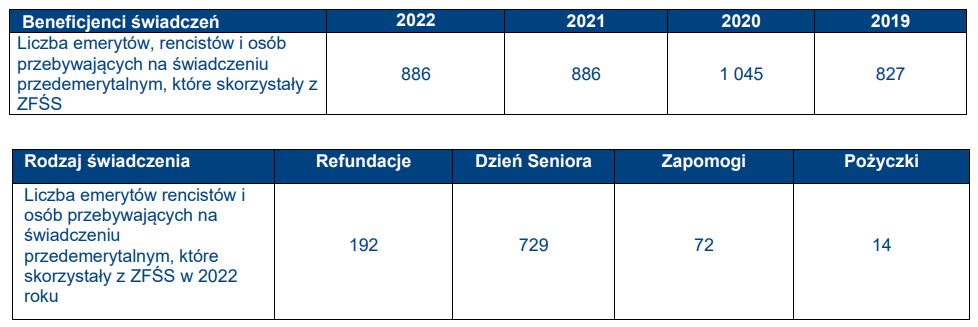 Beneficjenci świadczeń 2022 2021 2020 2019
Liczba emerytów, rencistów i osób
przebywających na świadczeniu
przedemerytalnym, które skorzystały z
ZFŚS
886 886 1 045 827
Rodzaj świadczenia Refundacje Dzień Seniora Zapomogi Pożyczki
Liczba emerytów rencistów i
osób przebywających na
świadczeniu
przedemerytalnym, które
skorzystały z ZFŚS w 2022
roku
192 729 72 14